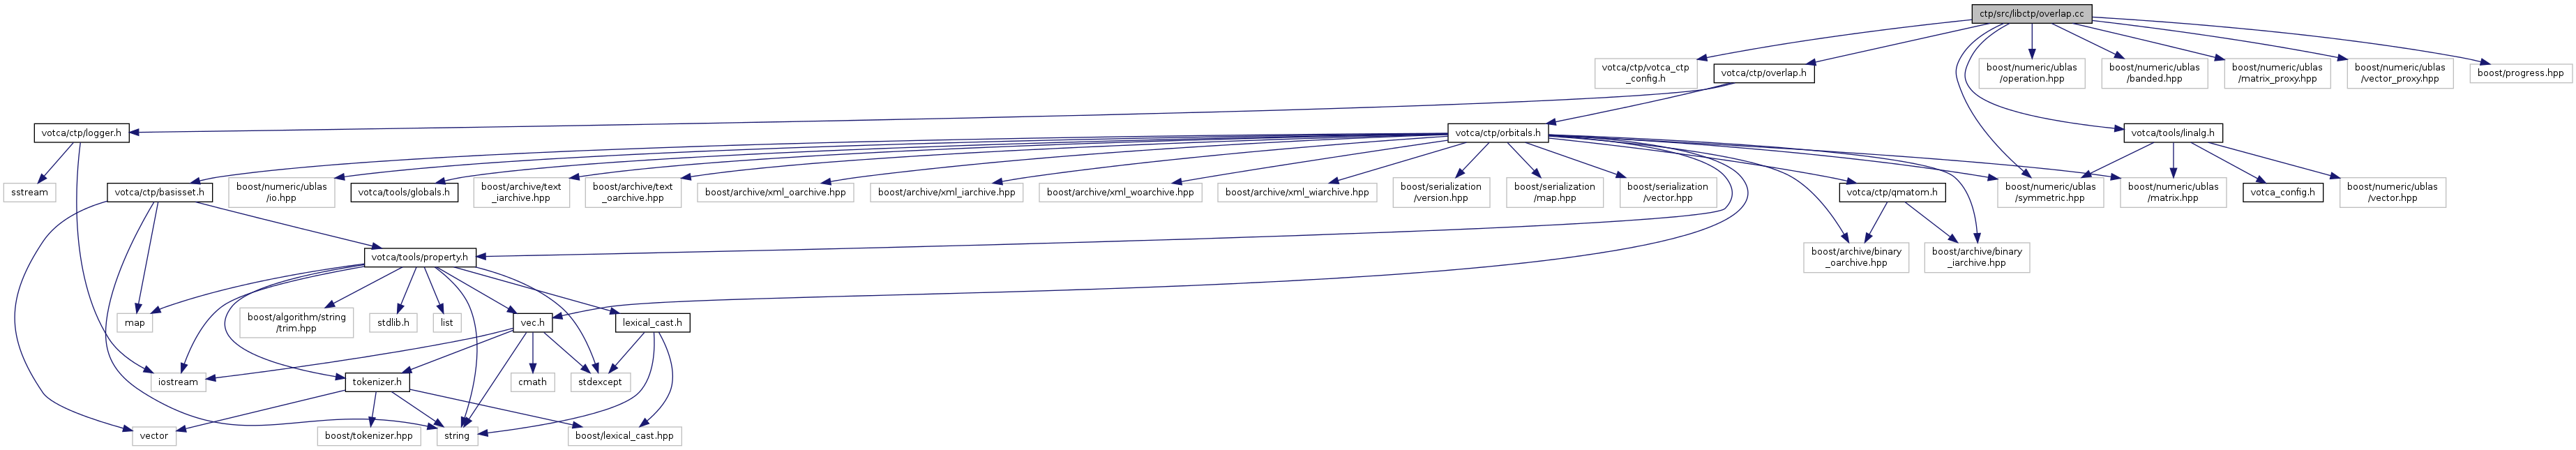 ctp/src/libctp/overlap.cc
votca/ctp/votca_ctp
_config.h
votca/ctp/overlap.h
boost/numeric/ublas
/operation.hpp
boost/numeric/ublas
/banded.hpp
boost/numeric/ublas
/matrix_proxy.hpp
boost/numeric/ublas
/vector_proxy.hpp
boost/progress.hpp
votca/ctp/logger.h
votca/ctp/orbitals.h
votca/tools/linalg.h
sstream
votca/ctp/basisset.h
boost/numeric/ublas
/io.hpp
votca/tools/globals.h
boost/archive/text
_iarchive.hpp
boost/archive/text
_oarchive.hpp
boost/archive/xml_oarchive.hpp
boost/archive/xml_iarchive.hpp
boost/archive/xml_woarchive.hpp
boost/archive/xml_wiarchive.hpp
boost/serialization
/version.hpp
boost/serialization
/map.hpp
boost/serialization
/vector.hpp
votca/ctp/qmatom.h
boost/numeric/ublas
/symmetric.hpp
boost/numeric/ublas
/matrix.hpp
votca_config.h
boost/numeric/ublas
/vector.hpp
votca/tools/property.h
boost/archive/binary
_oarchive.hpp
boost/archive/binary
_iarchive.hpp
map
boost/algorithm/string
/trim.hpp
stdlib.h
list
vec.h
lexical_cast.h
iostream
tokenizer.h
cmath
stdexcept
vector
boost/tokenizer.hpp
string
boost/lexical_cast.hpp